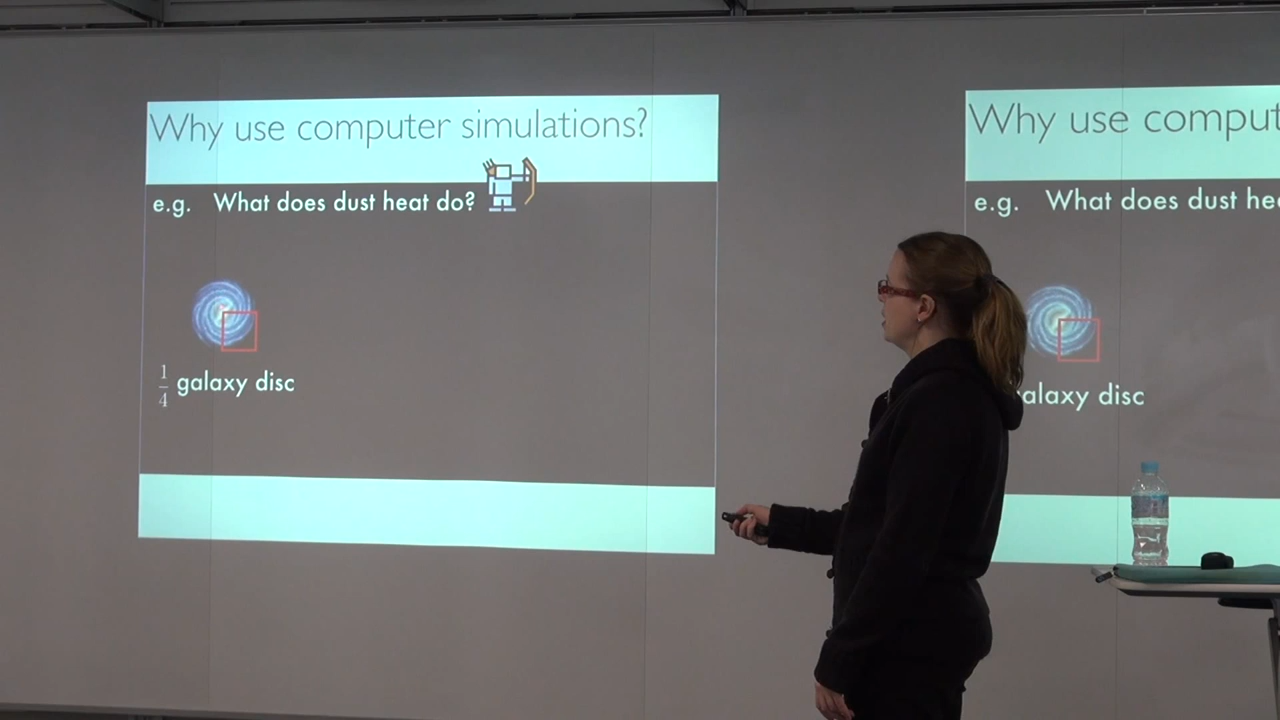 Why use computer simulations?
e.g. What does dust heat do?
1/4 galaxy disc
Why use comput
e.g. What does dust hea
alaxy disc